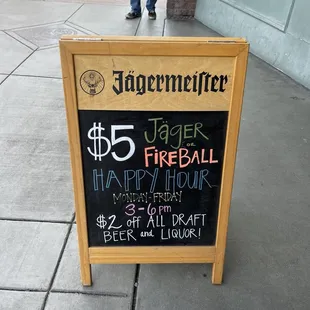 Jägermeister
$5 JÄGER
or
FIREBALL
HAPPY HOUR
MONDAY-FRIDAY
3-6pm
$2 off ALL DRAFT
BEER and LIQUOR!